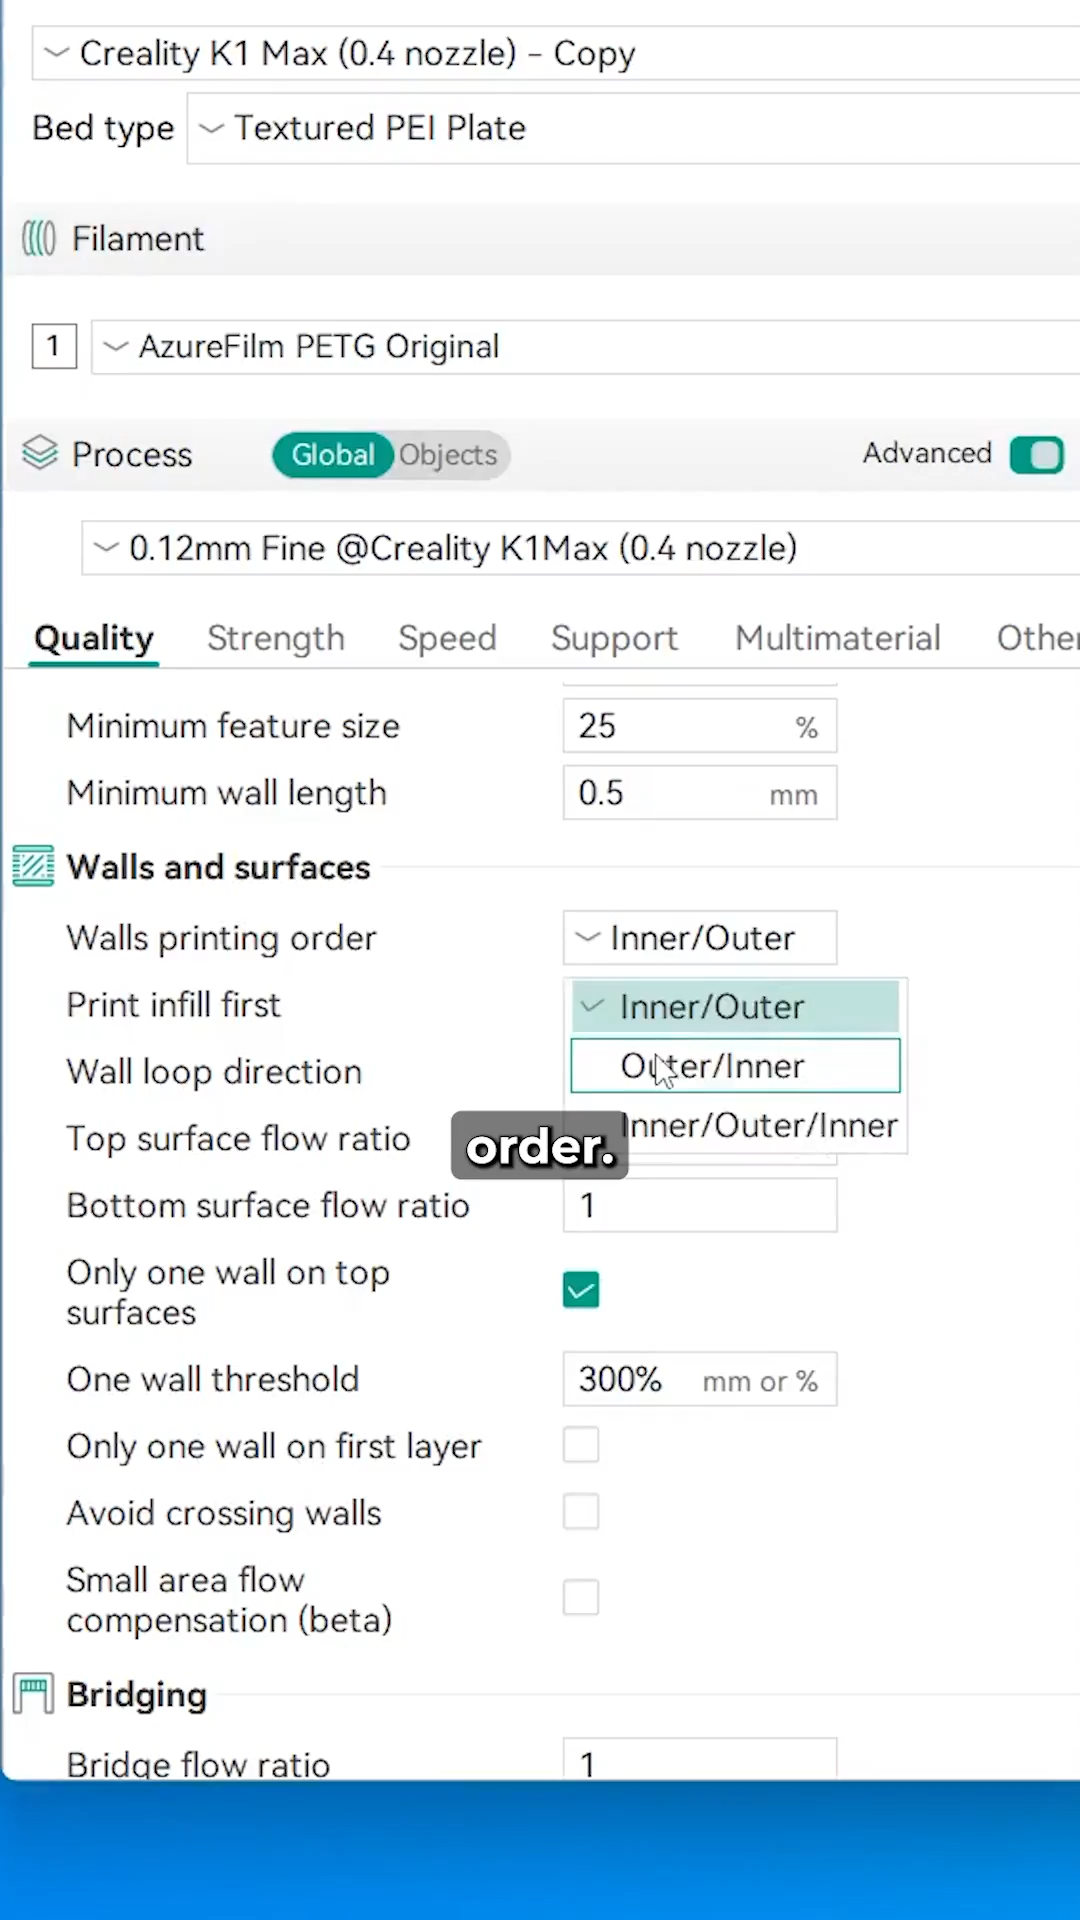 Creality K1 Max (0.4 nozzle) - Copy
Bed type Textured PEI Plate
Filament
1 AzureFilm PETG Original
Process Global Objects Advanced
0.12mm Fine @Creality K1Max (0.4 nozzle)
Quality Strength Speed Support Multimaterial Other
Minimum feature size 25 %
Minimum wall length 0.5 mm
Walls and surfaces
Walls printing order Inner/Outer
Print infill first Inner/Outer
Wall loop direction Outer/Inner
Top surface flow ratio Inner/Outer/Inner
order.
Bottom surface flow ratio 1
Only one wall on top
surfaces
One wall threshold 300% mm or %
Only one wall on first layer
Avoid crossing walls
Small area flow
compensation (beta)
Bridging
Bridge flow ratio 1